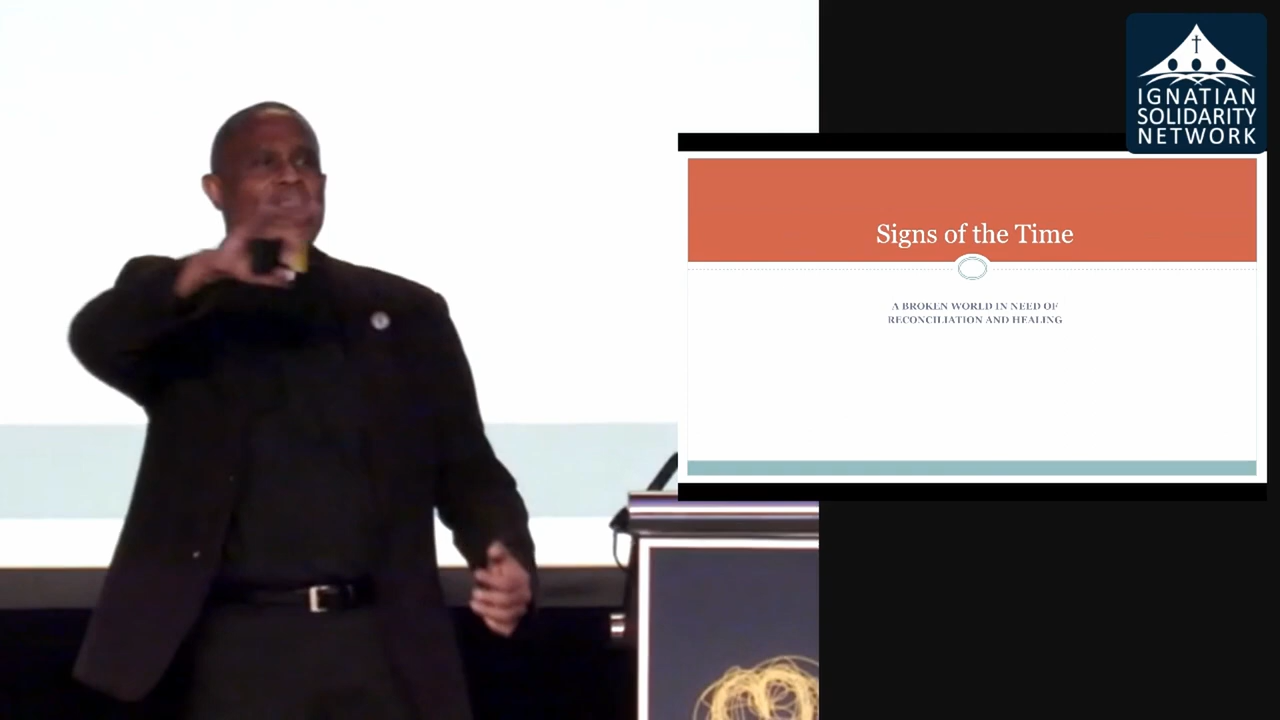 IGNATIAN
SOLIDARITY
NETWORK
Signs of the Time
A BROKEN WORLD IN NEED OF
RECONCILIATION AND HEALING